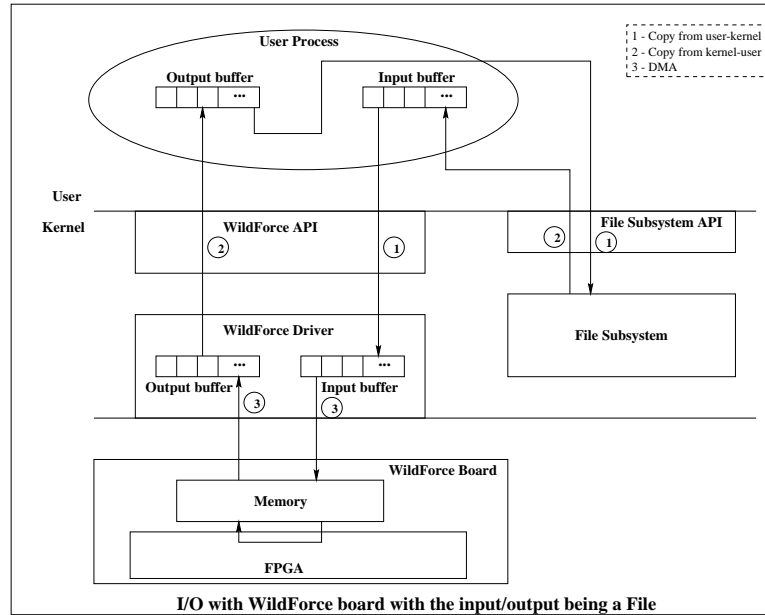 1 - Copy from user-kernel
2 - Copy from kernel-user
3 - DMA
User Process
Output buffer
Input buffer
...
...
User
Kernel
WildForce API
File Subsystem API
2
1
2
1
WildForce Driver
File Subsystem
...
...
Output buffer
Input buffer
3
3
WildForce Board
Memory
FPGA
I/O with WildForce board with the input/output being a File